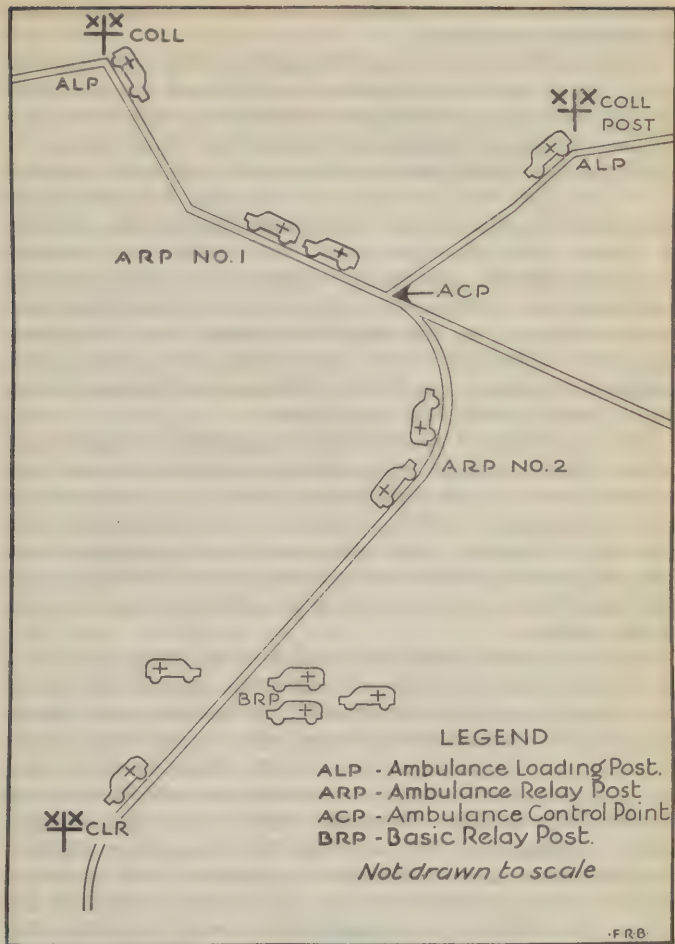 COLL
ALP
COLL
POST
ALP
ARP NO.1
ACP
ARP NO.2
BRP
CLR
LEGEND
ALP - Ambulance Loading Post.
ARP - Ambulance Relay Post
ACP - Ambulance Control Point
BRP - Basic Relay Post.
Not drawn to scale
·F.R.B·